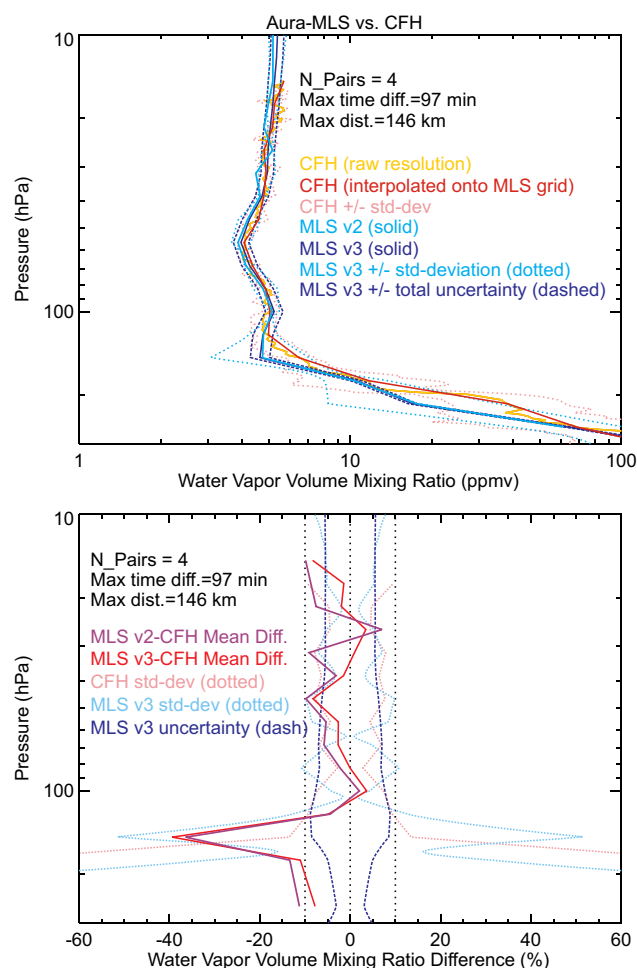 Aura-MLS vs. CFH
10
N_Pairs = 4
Max time diff.=97 min
Max dist.=146 km
CFH (raw resolution)
CFH (interpolated onto MLS grid)
CFH +/- std-dev
MLS v2 (solid)
MLS v3 (solid)
MLS v3 +/- std-deviation (dotted)
MLS v3 +/- total uncertainty (dashed)
Pressure (hPa)
100
1 10 100
Water Vapor Volume Mixing Ratio (ppmv)
10
N_Pairs = 4
Max time diff.=97 min
Max dist.=146 km
MLS v2-CFH Mean Diff.
MLS v3-CFH Mean Diff.
CFH std-dev (dotted)
MLS v3 std-dev (dotted)
MLS v3 uncertainty (dash)
Pressure (hPa)
100
-60 -40 -20 0 20 40 60
Water Vapor Volume Mixing Ratio Difference (%)